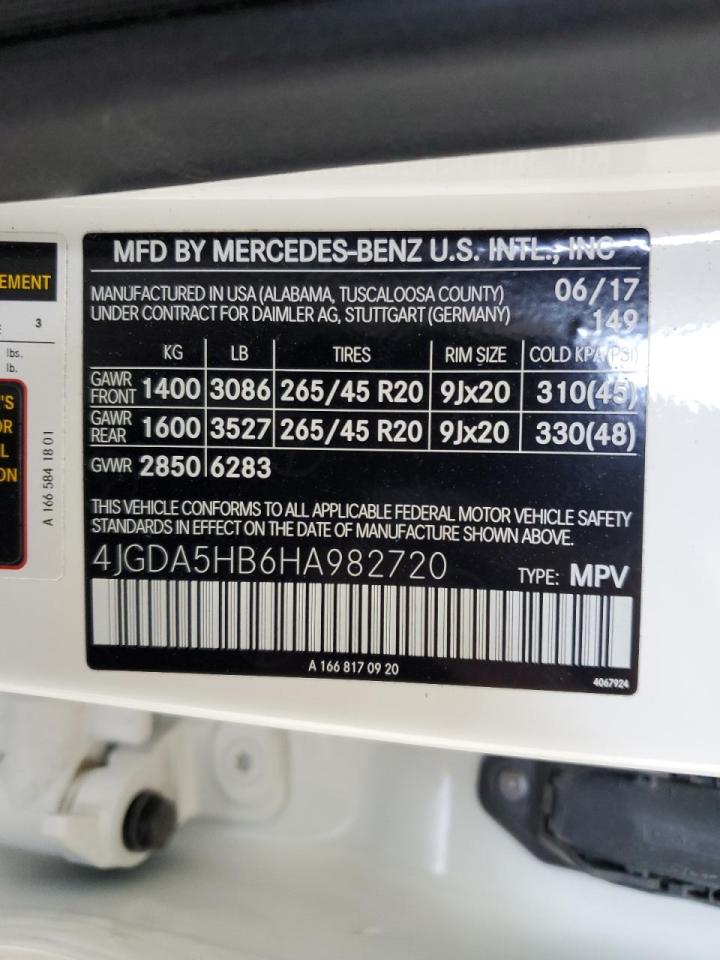 EMENT
3
lbs.
lb.
'S
OR
L
ON
A 166 584 18 01
MFD BY MERCEDES-BENZ U.S. INTL., INC
MANUFACTURED IN USA (ALABAMA, TUSCALOOSA COUNTY) 06/17
UNDER CONTRACT FOR DAIMLER AG, STUTTGART (GERMANY) 149
KG LB TIRES RIM SIZE COLD KPA (PSI)
GAWR FRONT 1400 3086 265/45 R20 9Jx20 310(45)
GAWR REAR 1600 3527 265/45 R20 9Jx20 330(48)
GVWR 2850 6283
THIS VEHICLE CONFORMS TO ALL APPLICABLE FEDERAL MOTOR VEHICLE SAFETY
STANDARDS IN EFFECT ON THE DATE OF MANUFACTURE SHOWN ABOVE.
4JGDA5HB6HA982720 TYPE: MPV
A 166 817 09 20
4067924